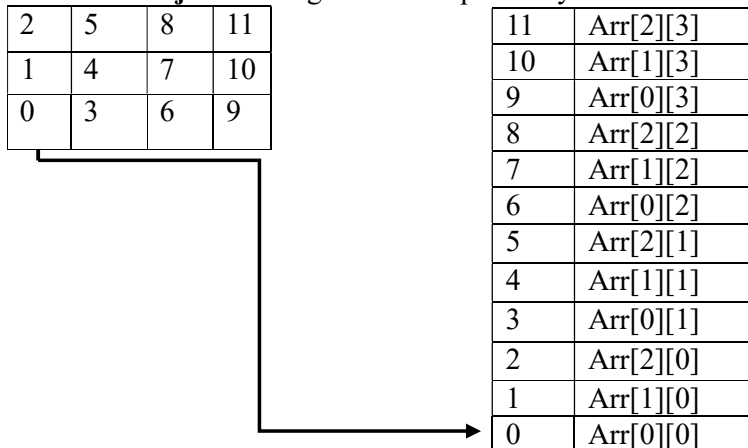 2 5 8 11
1 4 7 10
0 3 6 9
11 Arr[2][3]
10 Arr[1][3]
9 Arr[0][3]
8 Arr[2][2]
7 Arr[1][2]
6 Arr[0][2]
5 Arr[2][1]
4 Arr[1][1]
3 Arr[0][1]
2 Arr[2][0]
1 Arr[1][0]
0 Arr[0][0]